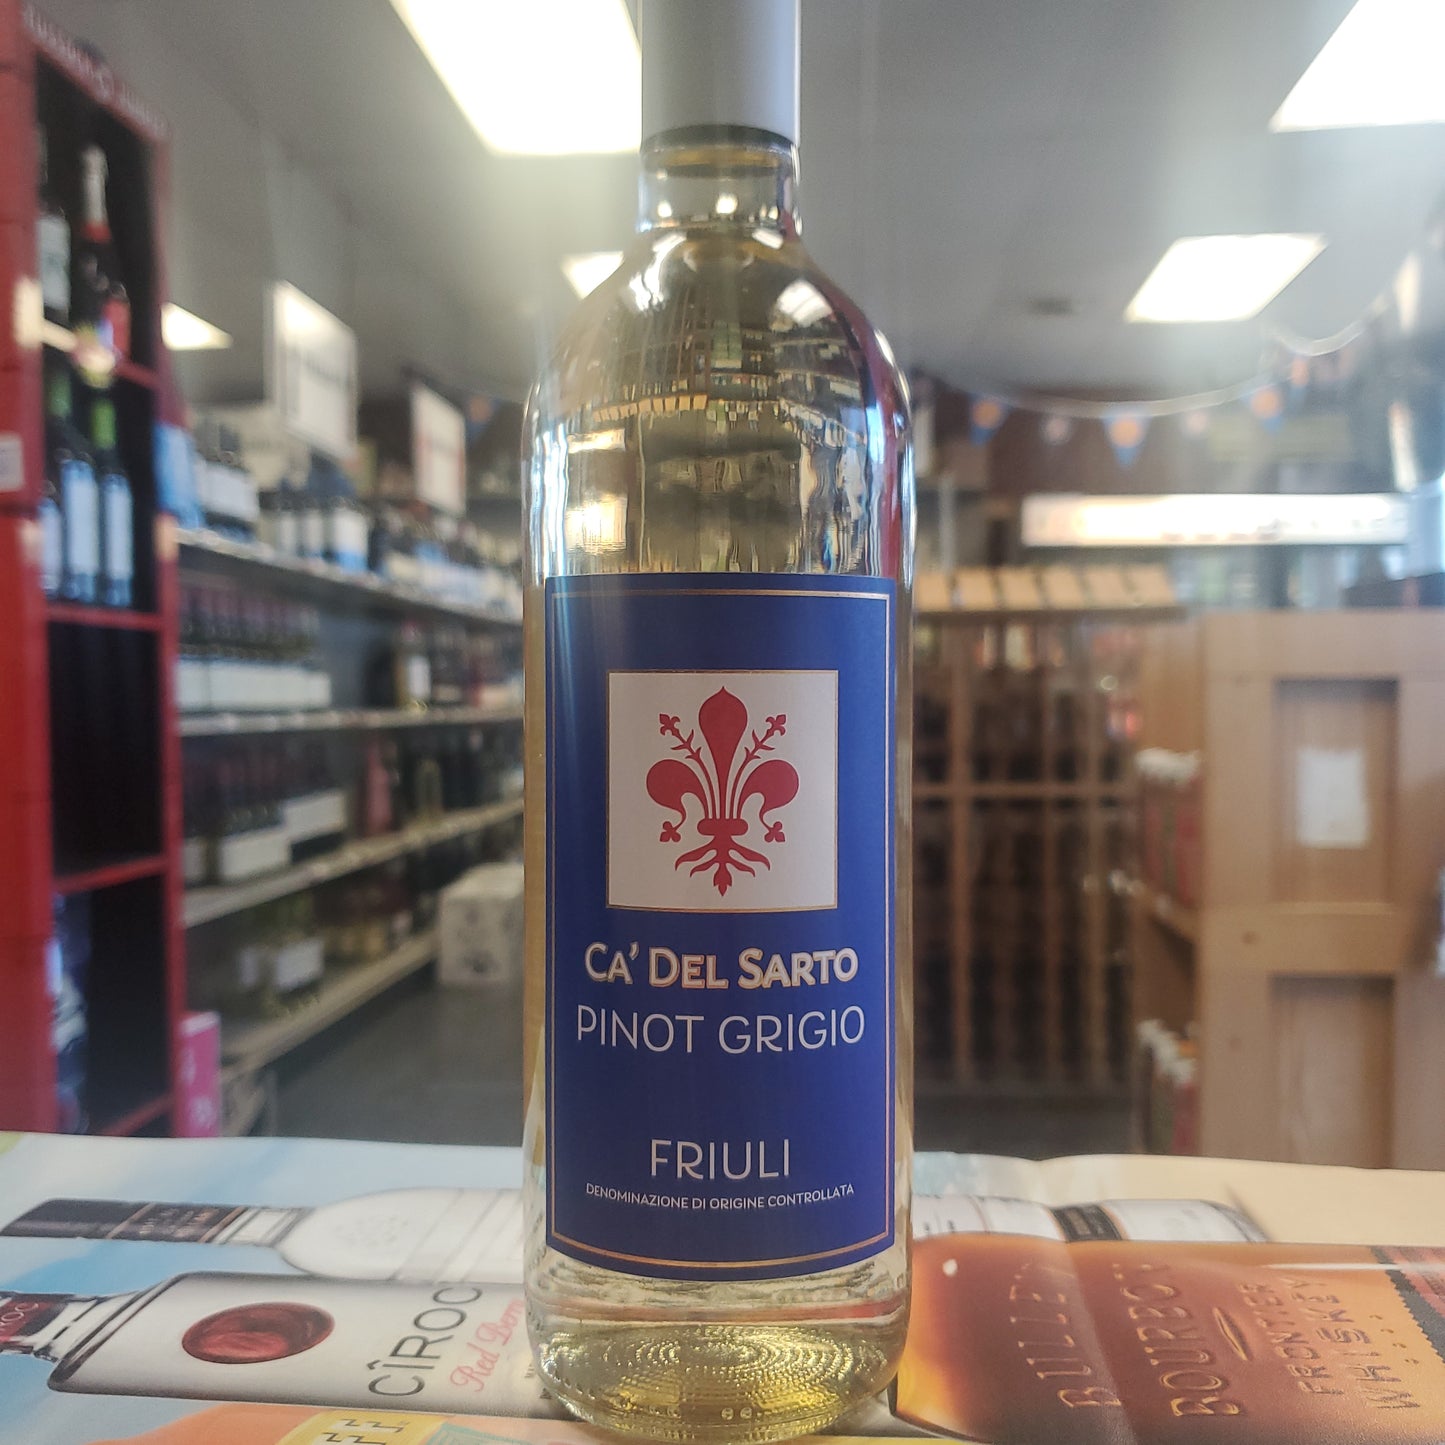 CA' DEL SARTO
PINOT GRIGIO
FRIULI
DENOMINAZIONE DI ORIGINE CONTROLLATA
CÎROC
Red Berry
BULLEIT
BOURBON
FRONTIER
WHISKEY